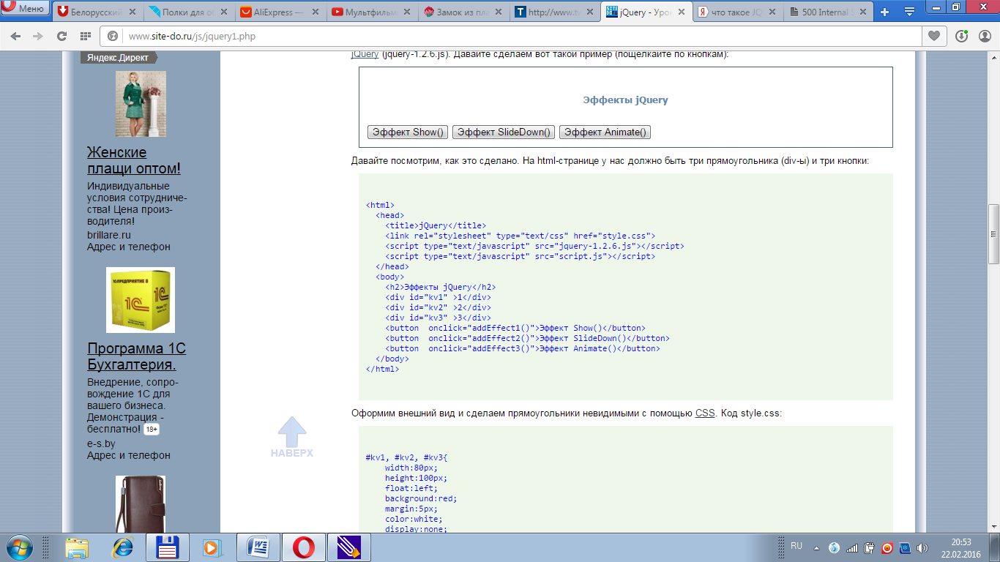 Меню
Белорусский
Полки для об
AliExpress —
Мультфильм
Замок из пла
http://www.tw
jQuery - Уро
что такое JQ
500 Internal S
www.site-do.ru/js/jquery1.php
Яндекс.Директ
Женские
плащи оптом!
Индивидуальные
условия сотрудниче-
ства! Цена произ-
водителя!
brillare.ru
Адрес и телефон
1С:ПРЕДПРИЯТИЕ 8
1С
Программа 1С
Бухгалтерия.
Внедрение, сопро-
вождение 1С для
вашего бизнеса.
Демонстрация -
бесплатно! 18+
e-s.by
Адрес и телефон
НАВЕРХ
jQuery (jquery-1.2.6.js). Давайте сделаем вот такой пример (пощелкайте по кнопкам):
Эффекты jQuery
Эффект Show() Эффект SlideDown() Эффект Animate()
Давайте посмотрим, как это сделано. На html-странице у нас должно быть три прямоугольника (div-ы) и три кнопки:
<html>
<head>
<title>jQuery</title>
<link rel="stylesheet" type="text/css" href="style.css">
<script type="text/javascript" src="jquery-1.2.6.js"></script>
<script type="text/javascript" src="script.js"></script>
</head>
<body>
<h2>Эффекты jQuery</h2>
<div id="kv1" >1</div>
<div id="kv2" >2</div>
<div id="kv3" >3</div>
<button  onclick="addEffect1()">Эффект Show()</button>
<button  onclick="addEffect2()">Эффект SlideDown()</button>
<button  onclick="addEffect3()">Эффект Animate()</button>
</body>
</html>
Оформим внешний вид и сделаем прямоугольники невидимыми с помощью CSS. Код style.css:
#kv1, #kv2, #kv3{
width:80px;
height:100px;
float:left;
background:red;
margin:5px;
color:white;
display:none;
RU
20:53
22.02.2016